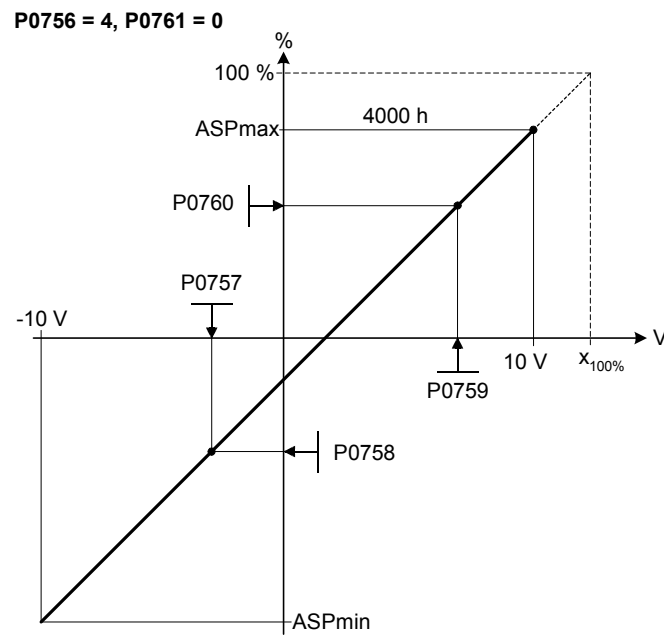 P0756 = 4, P0761 = 0
%
100 %
ASPmax
4000 h
P0760
P0757
-10 V
V
10 V
x100%
P0759
P0758
ASPmin